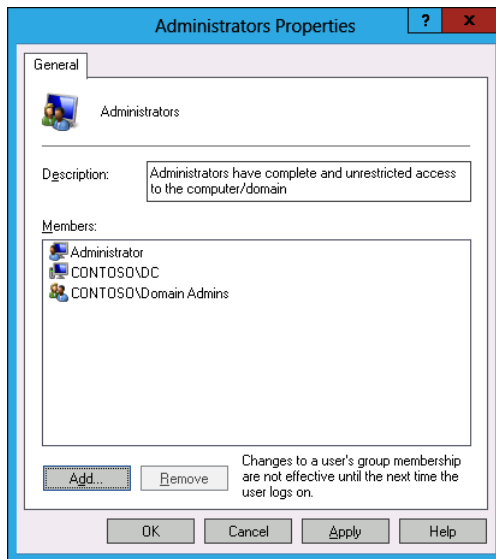 Administrators Properties
?
x
General
Administrators
Description:
Administrators have complete and unrestricted access
to the computer/domain
Members:
Administrator
CONTOSO\DC
CONTOSO\Domain Admins
Add...
Remove
Changes to a user's group membership
are not effective until the next time the
user logs on.
OK
Cancel
Apply
Help